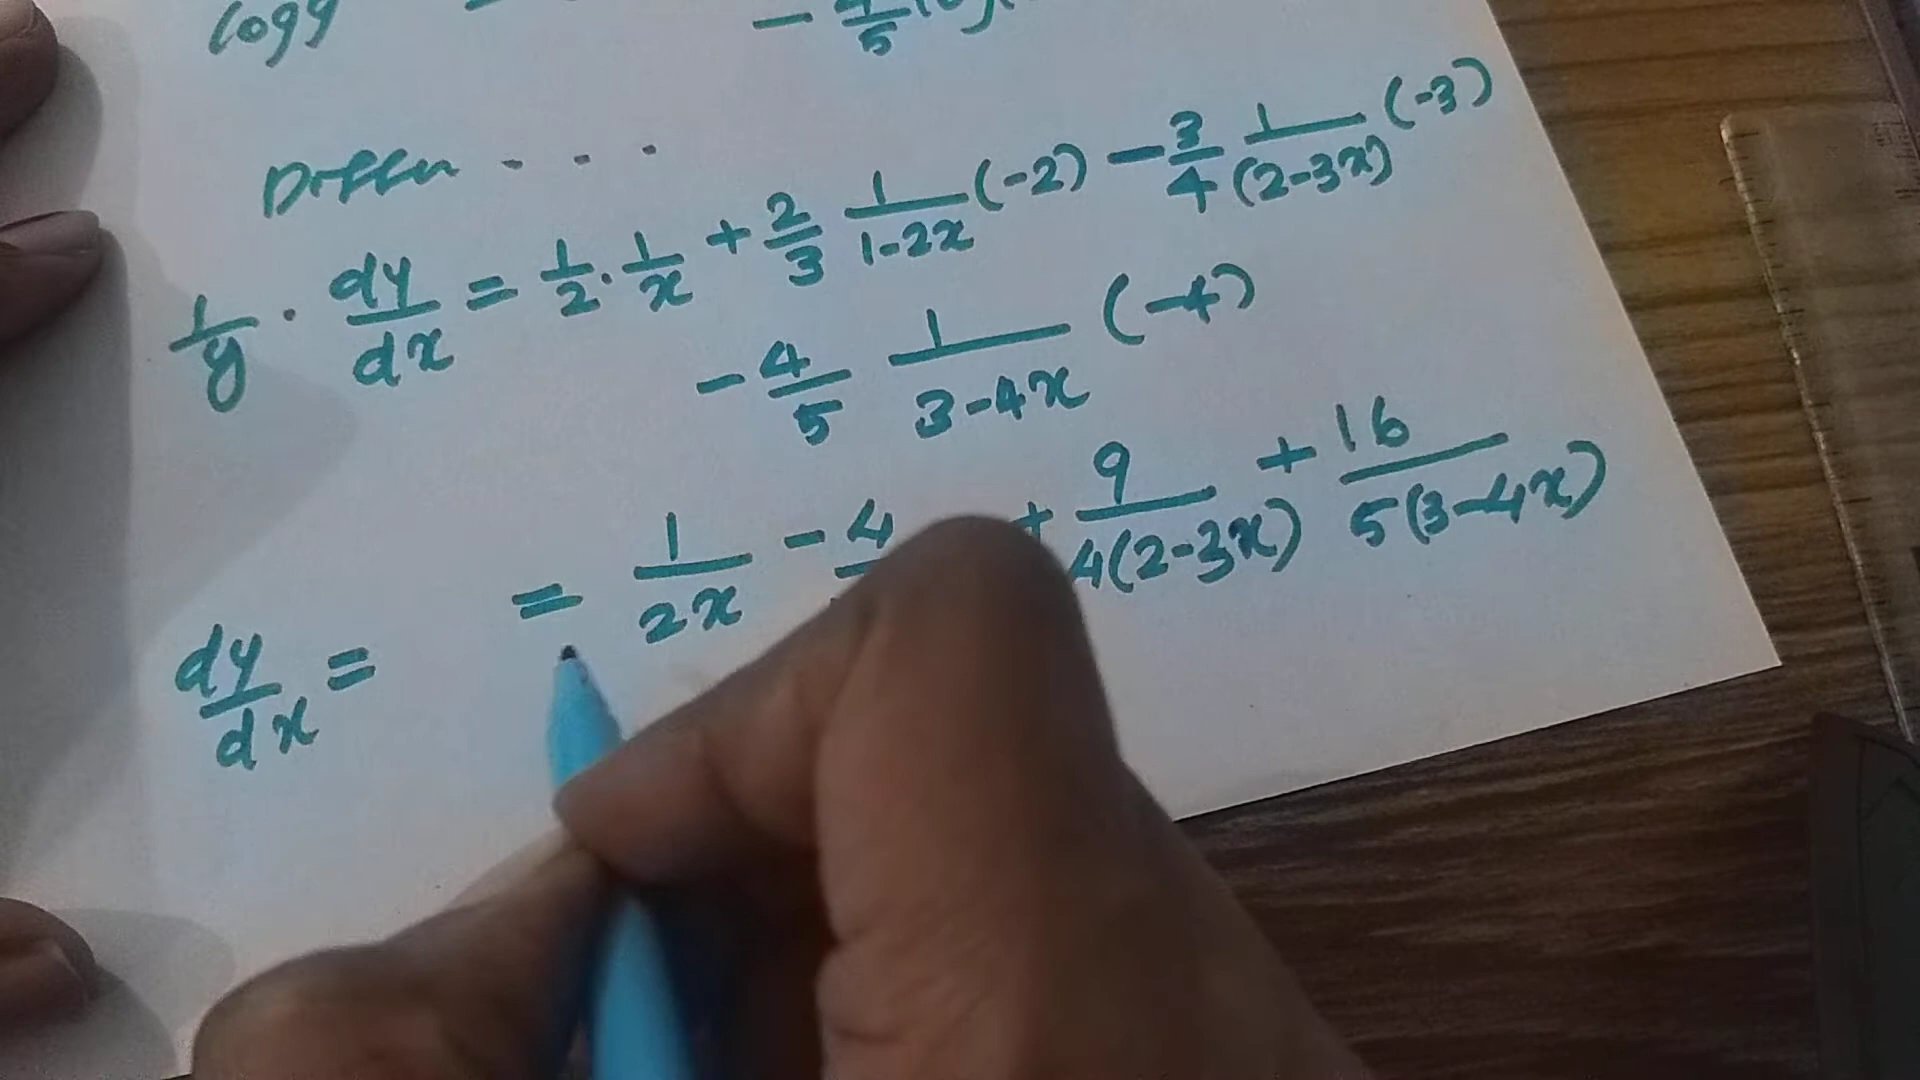 logy
- 4/5
Differ - - -
1/y · dy/dx = 1/2 · 1/x + 2/3 1/1-2x (-2) - 3/4 1/(2-3x) (-3)
- 4/5 1/3-4x (-4)
= 1/2x - 4/ + 9/4(2-3x) + 16/5(3-4x)
dy/dx =